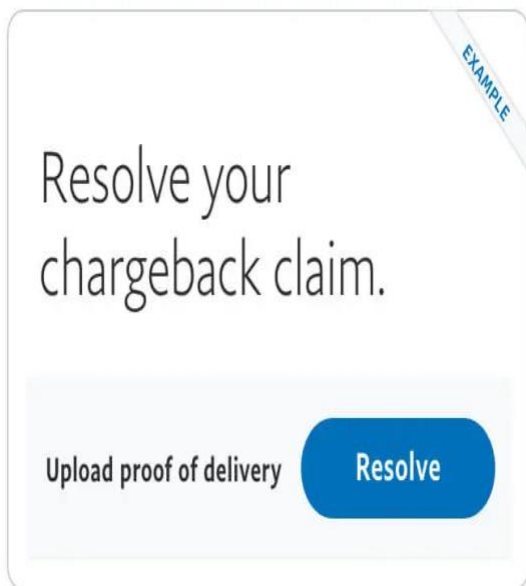 EXAMPLE
Resolve your
chargeback claim.
Upload proof of delivery
Resolve